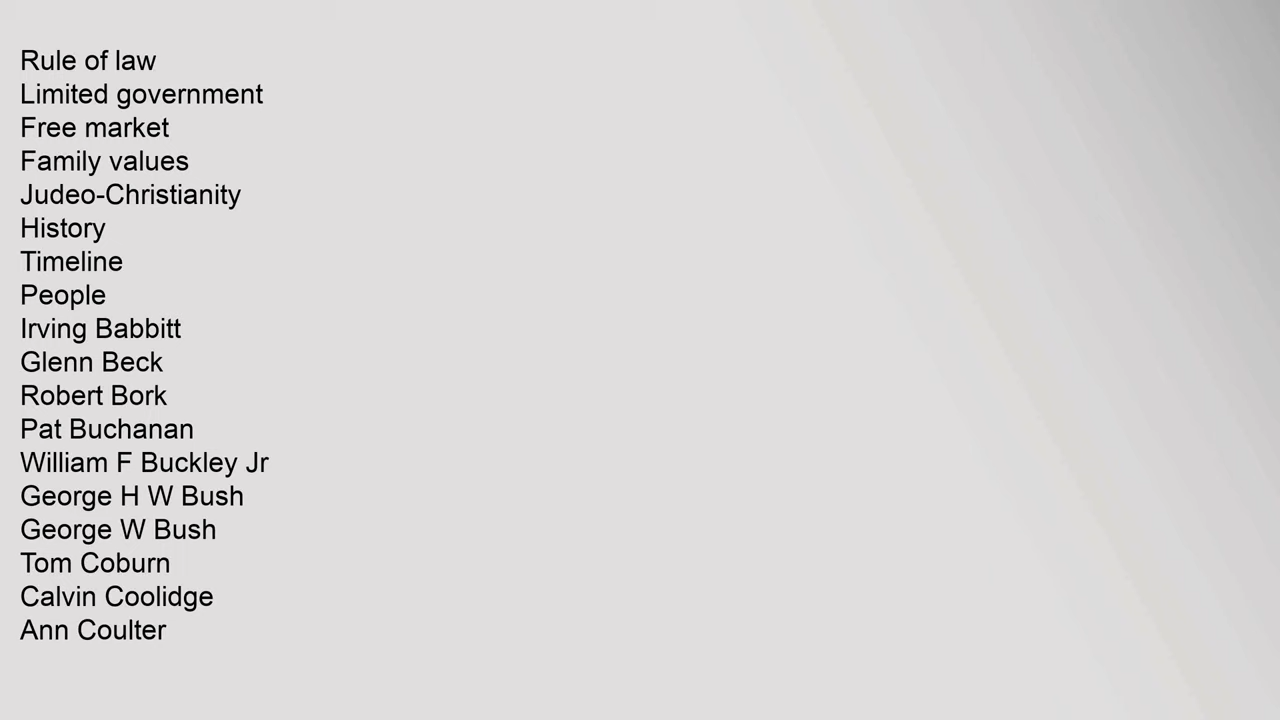 Rule of law
Limited government
Free market
Family values
Judeo-Christianity
History
Timeline
People
Irving Babbitt
Glenn Beck
Robert Bork
Pat Buchanan
William F Buckley Jr
George H W Bush
George W Bush
Tom Coburn
Calvin Coolidge
Ann Coulter